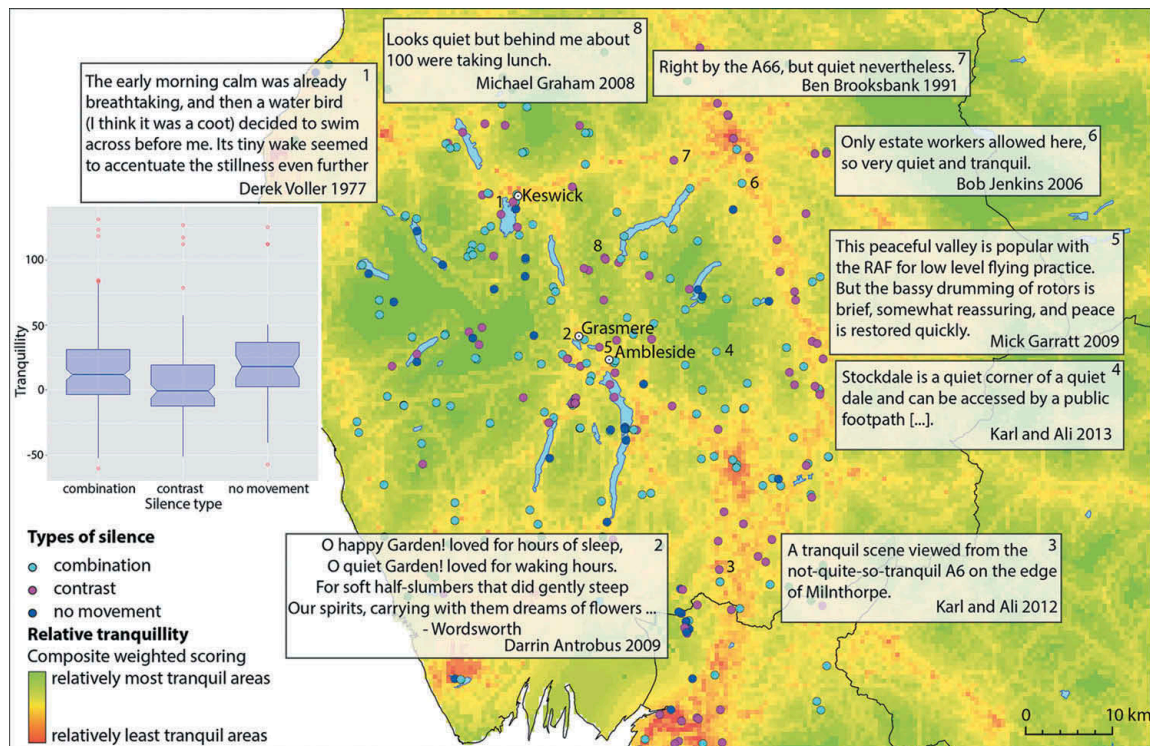 8
Looks quiet but behind me about
100 were taking lunch.
Michael Graham 2008
7
Right by the A66, but quiet nevertheless.
Ben Brooksbank 1991
1
The early morning calm was already
breathtaking, and then a water bird
(I think it was a coot) decided to swim
across before me. Its tiny wake seemed
to accentuate the stillness even further
Derek Voller 1977
6
Only estate workers allowed here,
so very quiet and tranquil.
Bob Jenkins 2006
5
This peaceful valley is popular with
the RAF for low level flying practice.
But the bassy drumming of rotors is
brief, somewhat reassuring, and peace
is restored quickly.
Mick Garratt 2009
4
Stockdale is a quiet corner of a quiet
dale and can be accessed by a public
footpath [...].
Karl and Ali 2013
7
6
1
Keswick
8
2
Grasmere
5
Ambleside
4
3
Tranquillity
100
50
0
-50
combination
contrast
no movement
Silence type
Types of silence
combination
contrast
no movement
Relative tranquillity
Composite weighted scoring
relatively most tranquil areas
relatively least tranquil areas
2
O happy Garden! loved for hours of sleep,
O quiet Garden! loved for waking hours.
For soft half-slumbers that did gently steep
Our spirits, carrying with them dreams of flowers ...
- Wordsworth
Darrin Antrobus 2009
3
A tranquil scene viewed from the
not-quite-so-tranquil A6 on the edge
of Milnthorpe.
Karl and Ali 2012
0
10 km